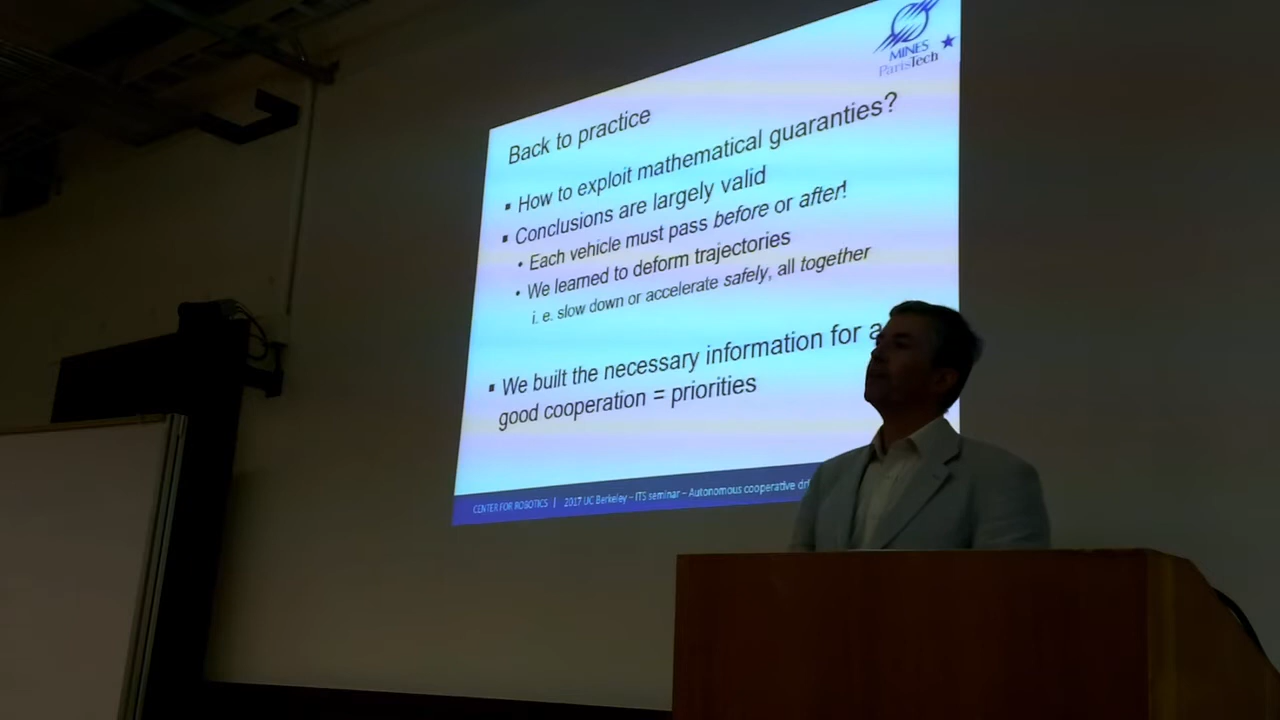 MINES
ParisTech
Back to practice
▪ How to exploit mathematical guaranties?
▪ Conclusions are largely valid
• Each vehicle must pass before or after!
• We learned to deform trajectories
i. e. slow down or accelerate safely, all together
▪ We built the necessary information for a
good cooperation = priorities
CENTER FOR ROBOTICS | 2017 UC Berkeley – ITS seminar – Autonomous cooperative